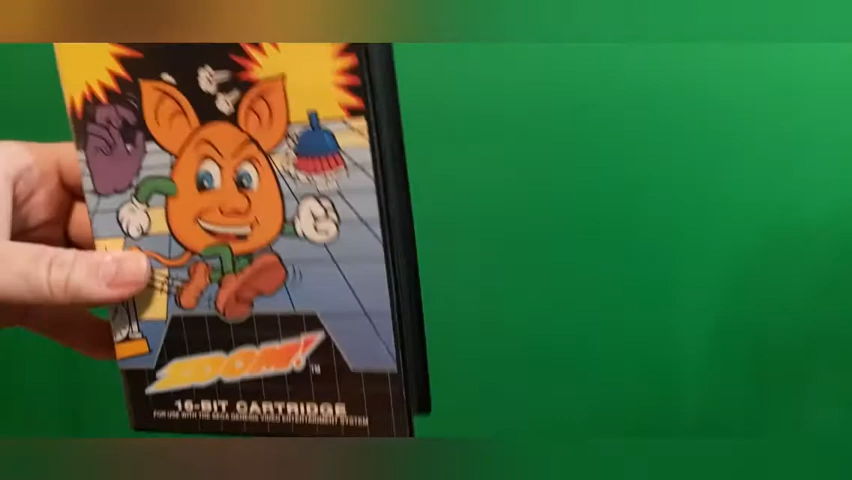 ZOOM! TM
16-BIT CARTRIDGE
FOR USE WITH THE SEGA GENESIS VIDEO ENTERTAINMENT SYSTEM